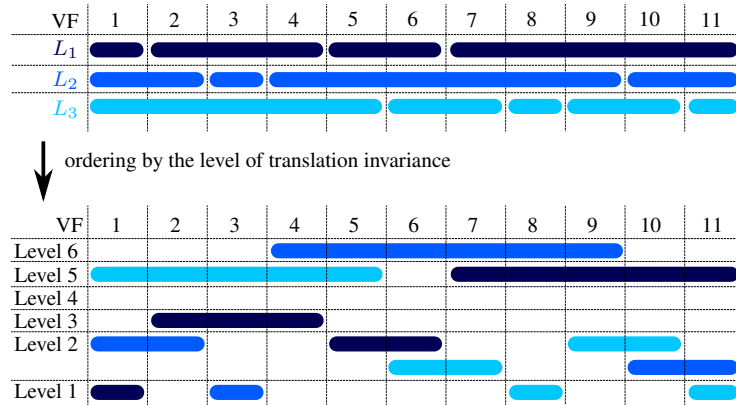 VF 1 2 3 4 5 6 7 8 9 10 11
L₁
L₂
L₃
ordering by the level of translation invariance
VF 1 2 3 4 5 6 7 8 9 10 11
Level 6
Level 5
Level 4
Level 3
Level 2
Level 1